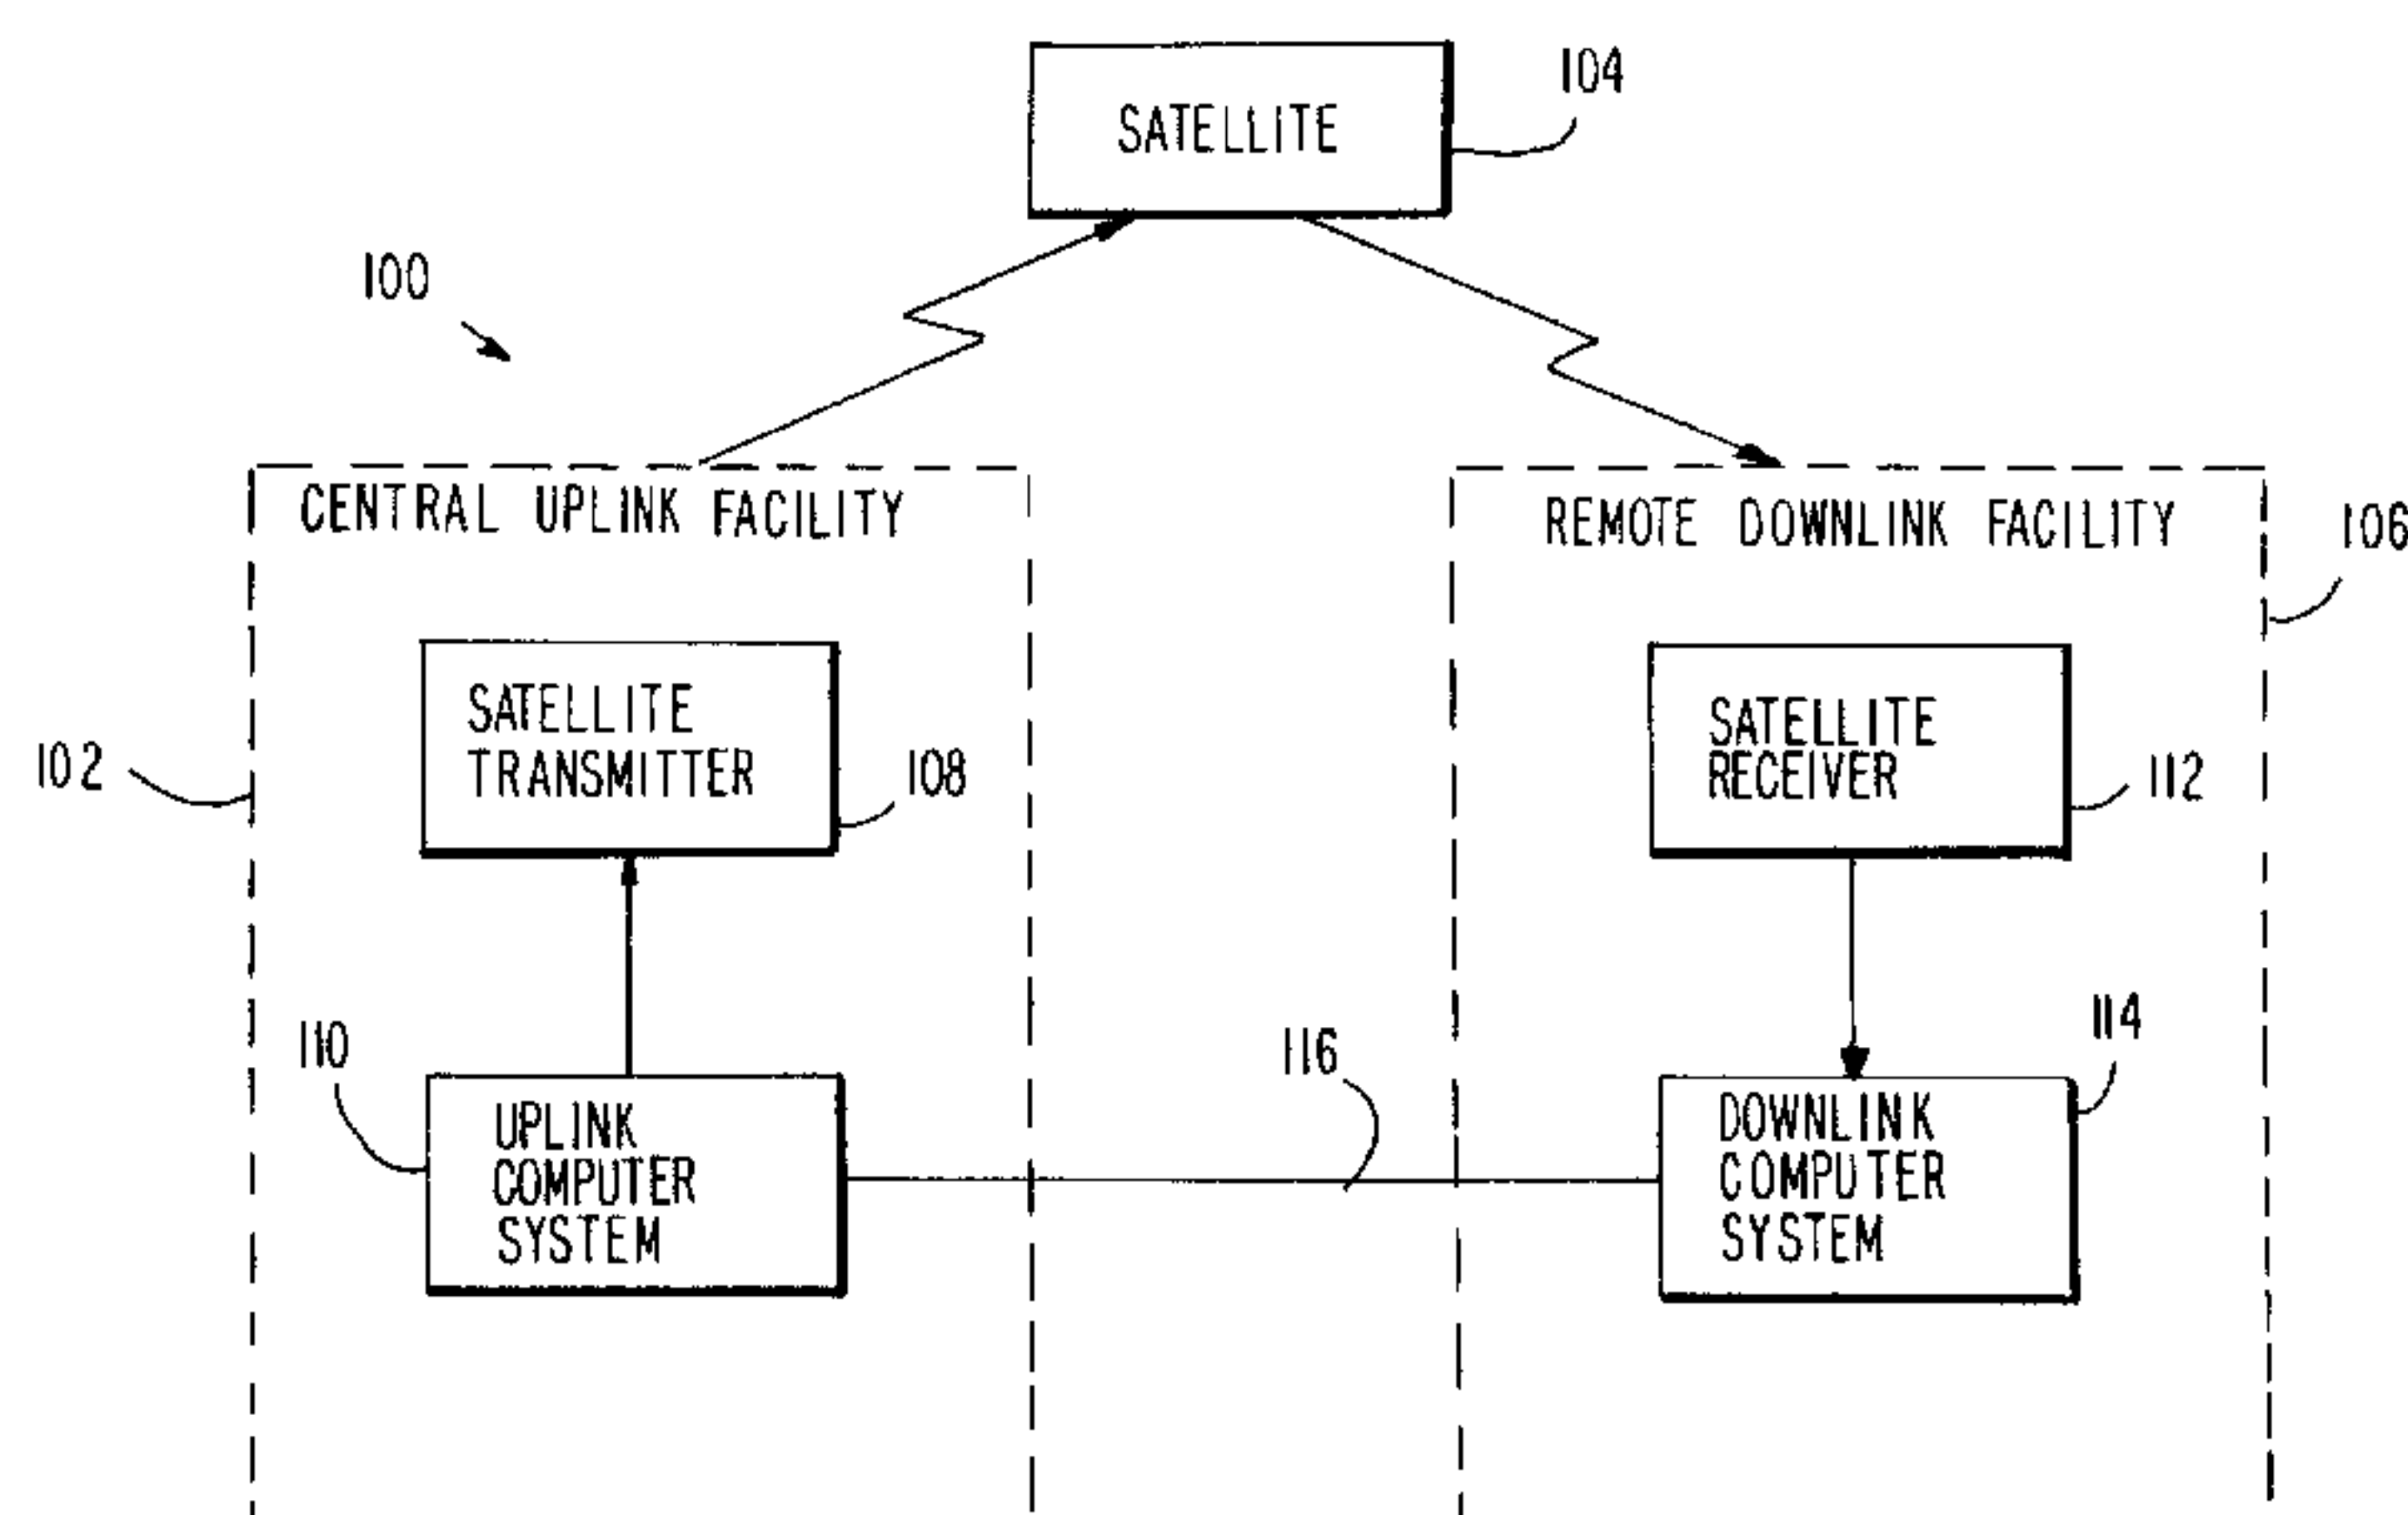 SATELLITE
104
100
CENTRAL UPLINK FACILITY
REMOTE DOWNLINK FACILITY
106
SATELLITE
TRANSMITTER
102
108
SATELLITE
RECEIVER
112
110
116
114
UPLINK
COMPUTER
SYSTEM
DOWNLINK
COMPUTER
SYSTEM